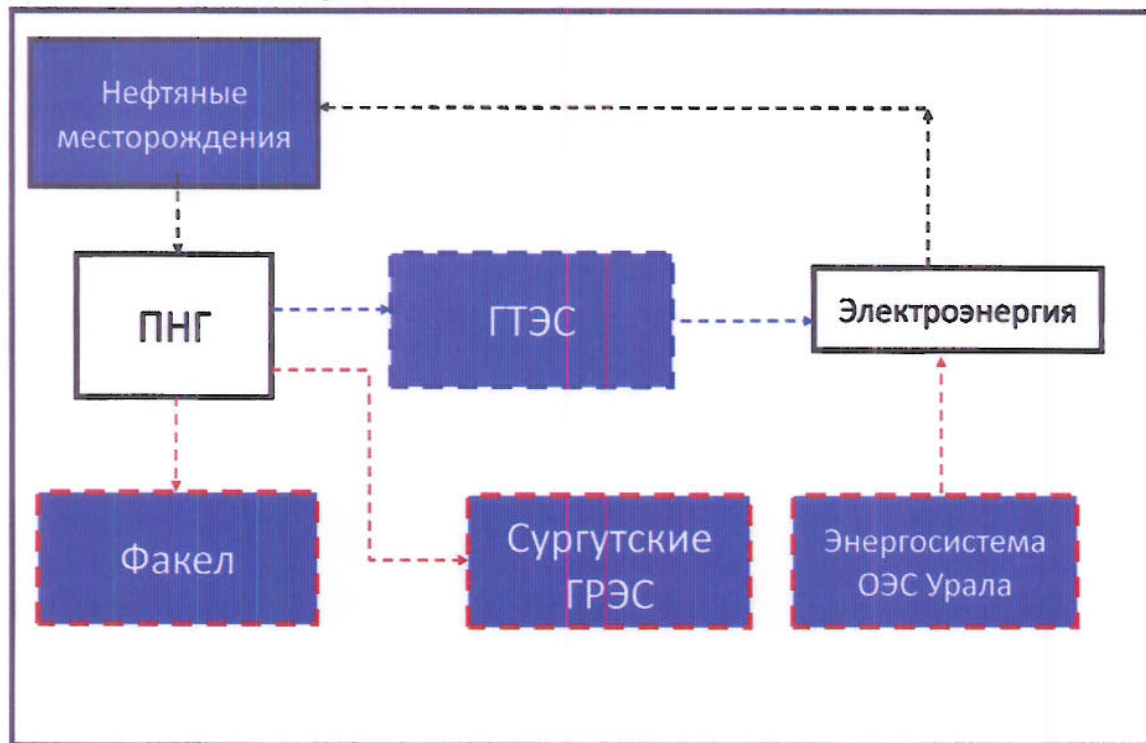 Нефтяные
месторождения
ПНГ
ГТЭС
Электроэнергия
Факел
Сургутские
ГРЭС
Энергосистема
ОЭС Урала